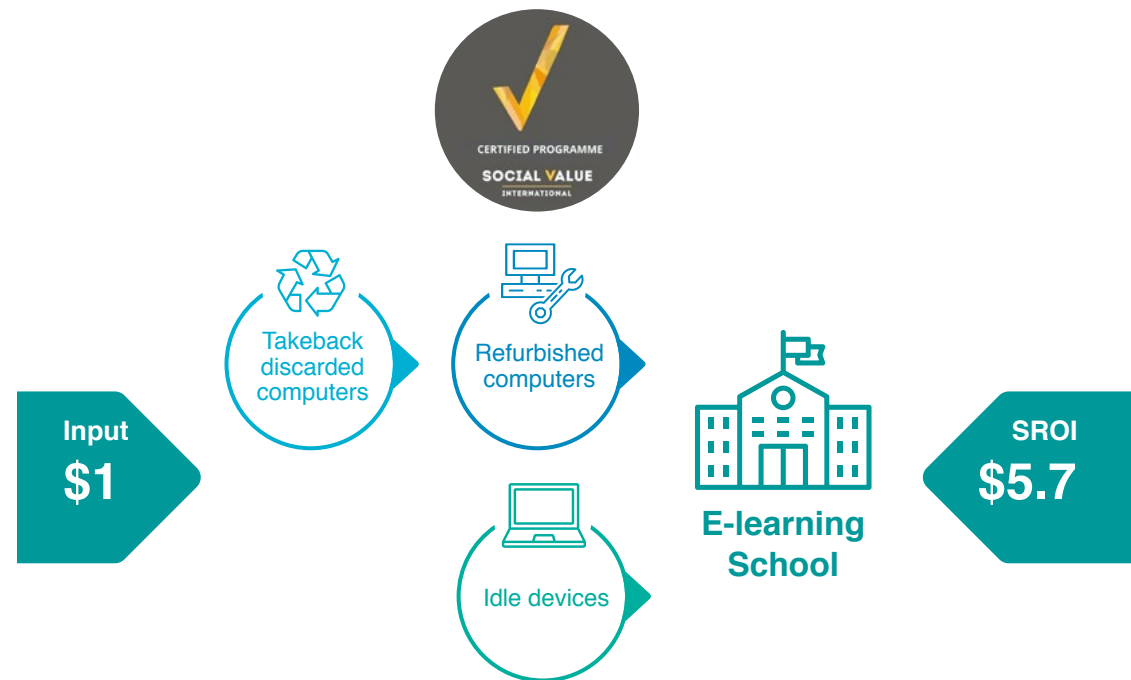 CERTIFIED PROGRAMME
SOCIAL VALUE
INTERNATIONAL
Takeback
discarded
computers
Refurbished
computers
Input
$1
SROI
$5.7
E-learning
School
Idle devices